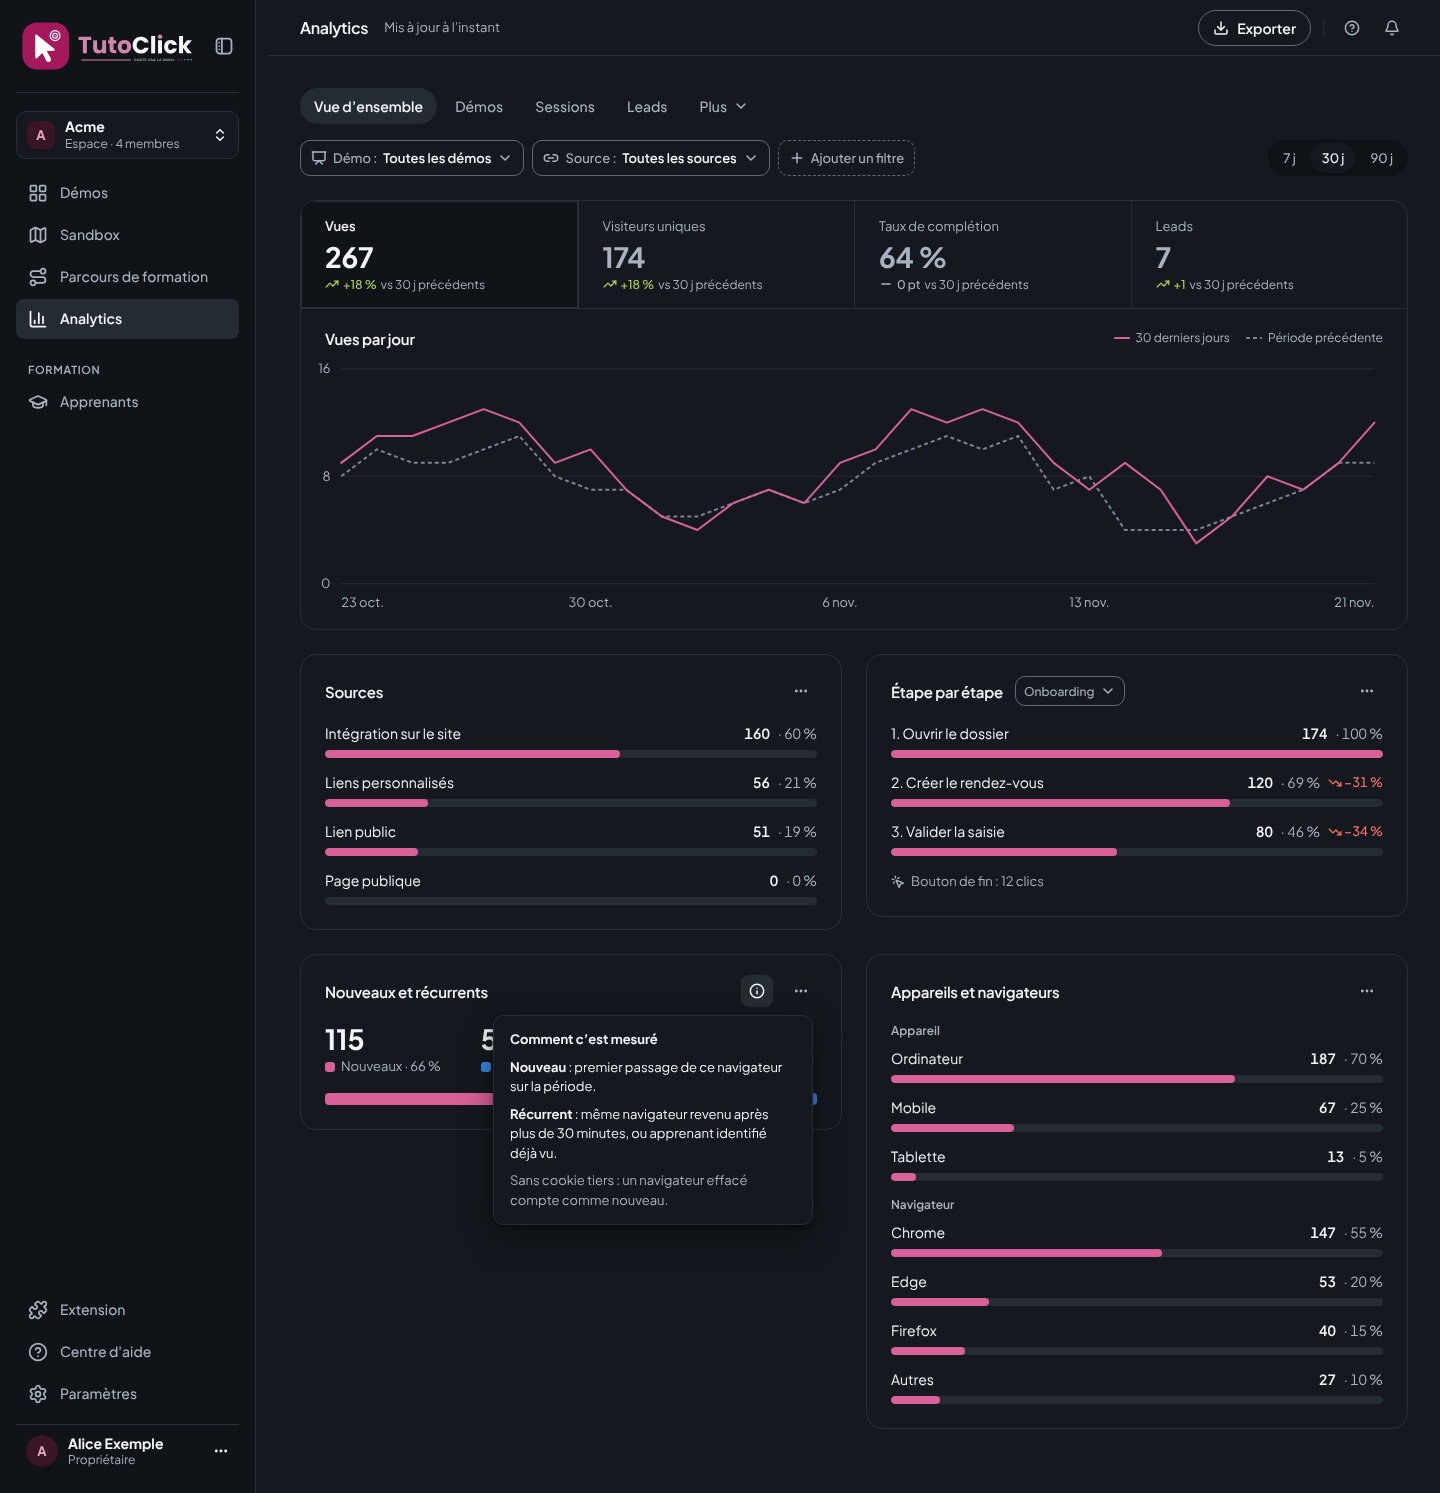 TutoClick
Analytics
Mis à jour à l’instant
Exporter
A
Acme
Espace · 4 membres
Démos
Sandbox
Parcours de formation
Analytics
FORMATION
Apprenants
Vue d’ensemble
Démos
Sessions
Leads
Plus
Démo : Toutes les démos
Source : Toutes les sources
Ajouter un filtre
7 j
30 j
90 j
Vues
267
+18 % vs 30 j précédents
Visiteurs uniques
174
+18 % vs 30 j précédents
Taux de complétion
64 %
0 pt vs 30 j précédents
Leads
7
+1 vs 30 j précédents
Vues par jour
30 derniers jours
Période précédente
16
8
0
23 oct.
30 oct.
6 nov.
13 nov.
21 nov.
Sources
Intégration sur le site 160 · 60 %
Liens personnalisés 56 · 21 %
Lien public 51 · 19 %
Page publique 0 · 0 %
Étape par étape
Onboarding
1. Ouvrir le dossier 174 · 100 %
2. Créer le rendez-vous 120 · 69 % −31 %
3. Valider la saisie 80 · 46 % −34 %
Bouton de fin : 12 clics
Nouveaux et récurrents
115
5
Nouveaux · 66 %
Comment c’est mesuré
Nouveau : premier passage de ce navigateur
sur la période.
Récurrent : même navigateur revenu après
plus de 30 minutes, ou apprenant identifié
déjà vu.
Sans cookie tiers : un navigateur effacé
compte comme nouveau.
Appareils et navigateurs
Appareil
Ordinateur 187 · 70 %
Mobile 67 · 25 %
Tablette 13 · 5 %
Navigateur
Chrome 147 · 55 %
Edge 53 · 20 %
Firefox 40 · 15 %
Autres 27 · 10 %
Extension
Centre d'aide
Paramètres
A
Alice Exemple
Propriétaire